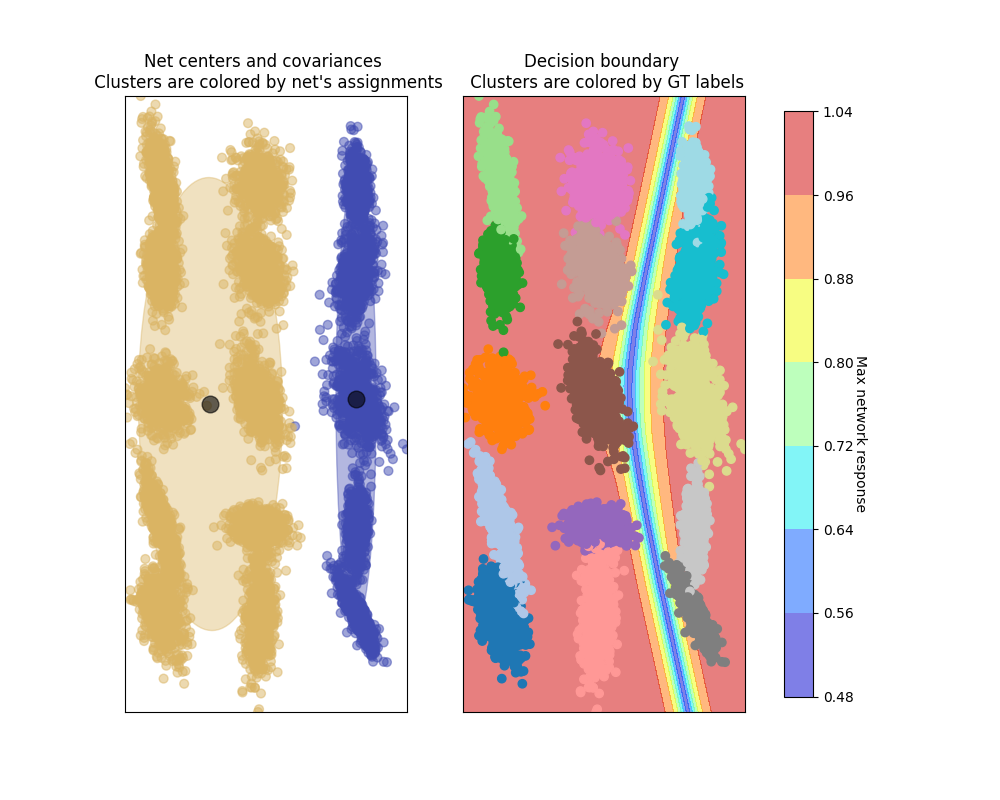 Net centers and covariances
Clusters are colored by net's assignments
Decision boundary
Clusters are colored by GT labels
1.04
0.96
0.88
0.80
0.72
0.64
0.56
0.48
Max network response